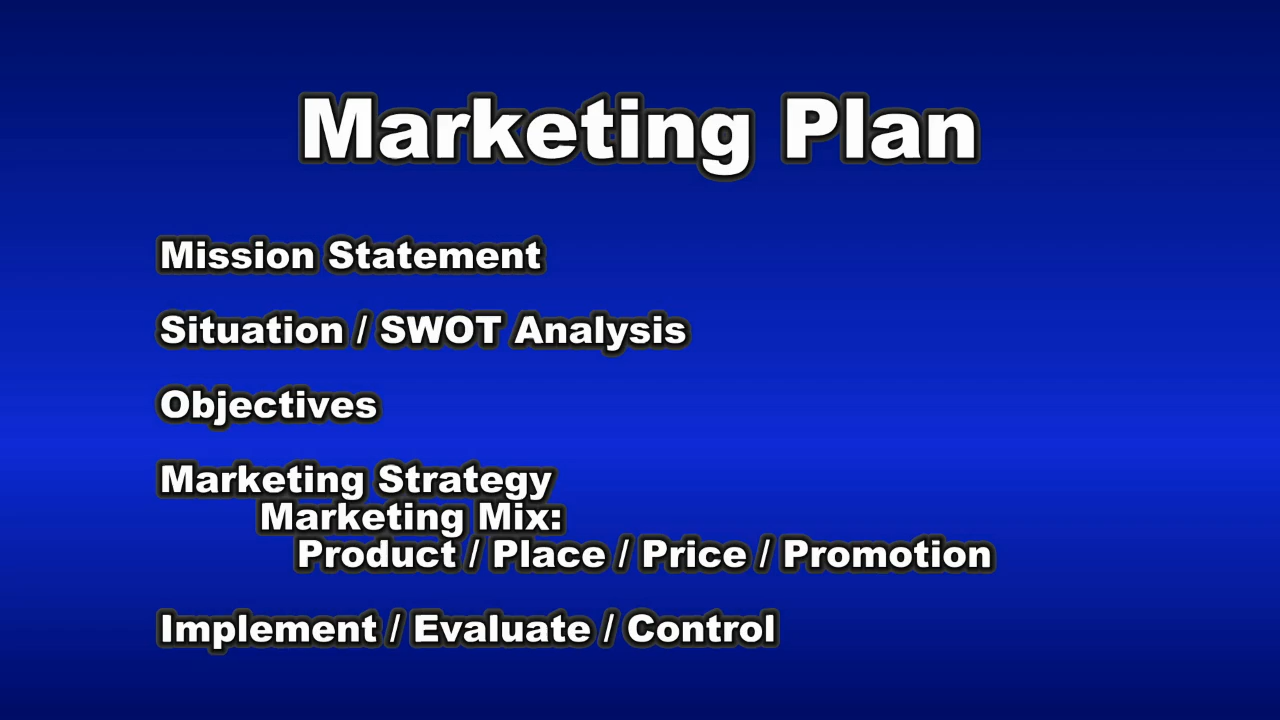 Marketing Plan
Mission Statement
Situation / SWOT Analysis
Objectives
Marketing Strategy
Marketing Mix:
Product / Place / Price / Promotion
Implement / Evaluate / Control